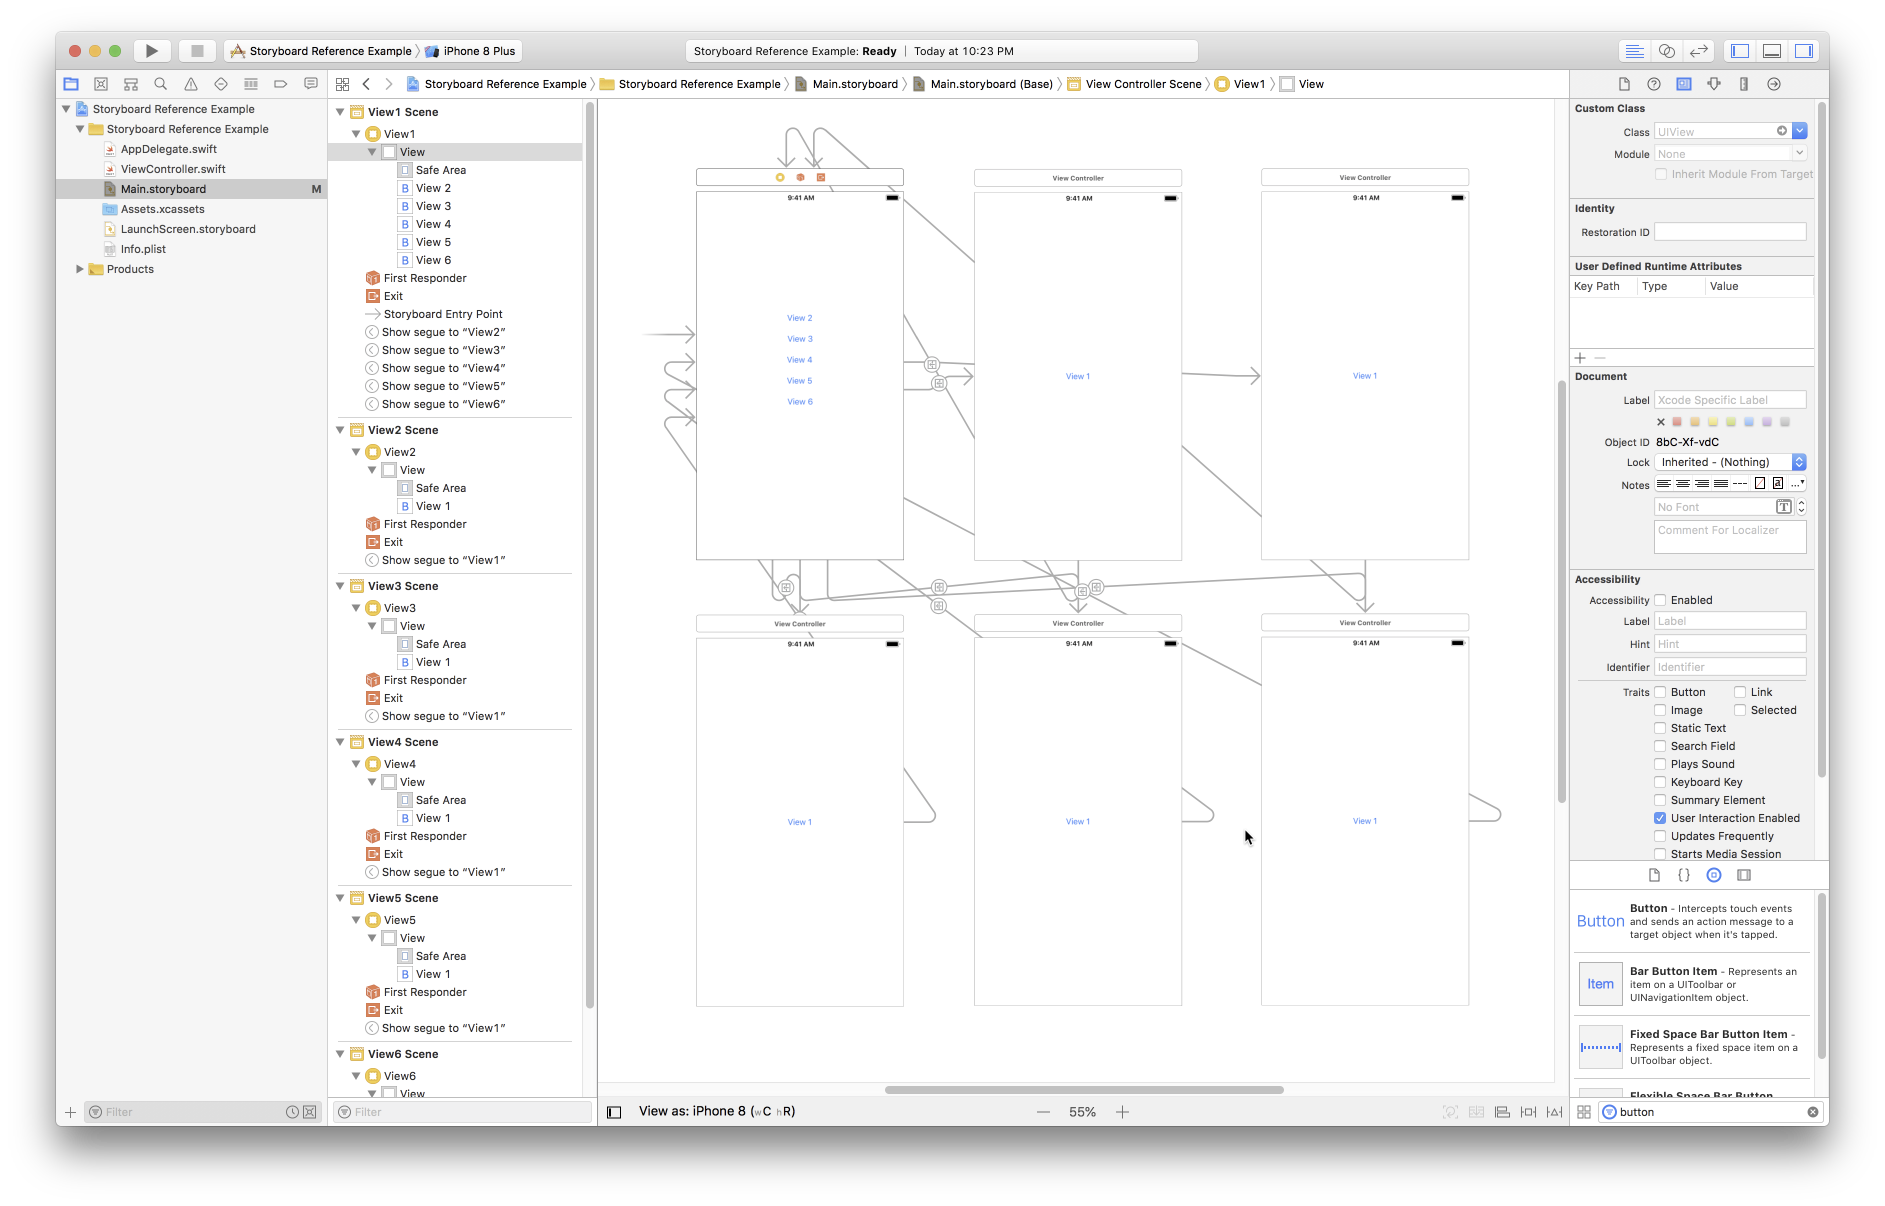 Storyboard Reference Example
iPhone 8 Plus
Storyboard Reference Example: Ready | Today at 10:23 PM
Storyboard Reference Example
Storyboard Reference Example
Main.storyboard
Main.storyboard (Base)
View Controller Scene
View1
View
Storyboard Reference Example
Storyboard Reference Example
AppDelegate.swift
ViewController.swift
Main.storyboard M
Assets.xcassets
LaunchScreen.storyboard
Info.plist
Products
Filter
View1 Scene
View1
View
Safe Area
B View 2
B View 3
B View 4
B View 5
B View 6
First Responder
Exit
Storyboard Entry Point
Show segue to “View2”
Show segue to “View3”
Show segue to “View4”
Show segue to “View5”
Show segue to “View6”
View2 Scene
View2
View
Safe Area
B View 1
First Responder
Exit
Show segue to “View1”
View3 Scene
View3
View
Safe Area
B View 1
First Responder
Exit
Show segue to “View1”
View4 Scene
View4
View
Safe Area
B View 1
First Responder
Exit
Show segue to “View1”
View5 Scene
View5
View
Safe Area
B View 1
First Responder
Exit
Show segue to “View1”
View6 Scene
View6
View
Filter
9:41 AM
View 2
View 3
View 4
View 5
View 6
View Controller
9:41 AM
View 1
View Controller
9:41 AM
View 1
View Controller
9:41 AM
View 1
View Controller
9:41 AM
View 1
View Controller
9:41 AM
View 1
View as: iPhone 8 (wC hR)
55%
Custom Class
Class UIView
Module None
Inherit Module From Target
Identity
Restoration ID
User Defined Runtime Attributes
Key Path Type Value
Document
Label Xcode Specific Label
Object ID 8bC-Xf-vdC
Lock Inherited - (Nothing)
Notes
No Font
Comment For Localizer
Accessibility
Accessibility Enabled
Label Label
Hint Hint
Identifier Identifier
Traits Button Link
Image Selected
Static Text
Search Field
Plays Sound
Keyboard Key
Summary Element
User Interaction Enabled
Updates Frequently
Starts Media Session
Button
Button - Intercepts touch events
and sends an action message to a
target object when it's tapped.
Item
Bar Button Item - Represents an
item on a UIToolbar or
UINavigationItem object.
Fixed Space Bar Button Item -
Represents a fixed space item on a
UIToolbar object.
Flexible Space Bar Button
button